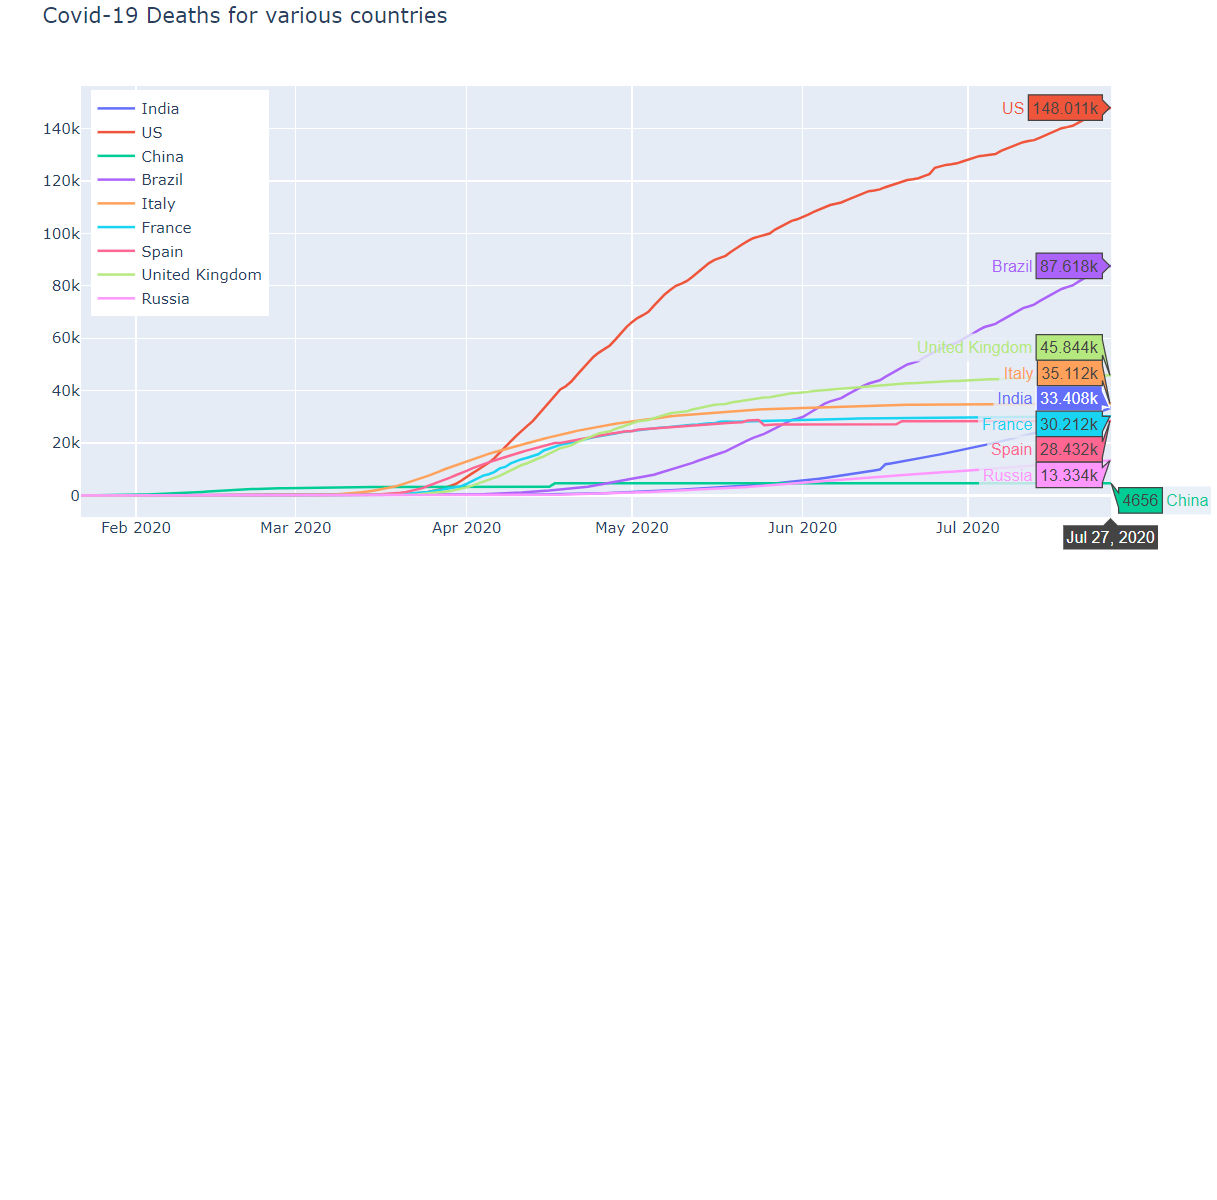 Covid-19 Deaths for various countries
India
US
China
Brazil
Italy
France
Spain
United Kingdom
Russia
140k
120k
100k
80k
60k
40k
20k
0
US 148.011k
Brazil 87.618k
United Kingdom 45.844k
Italy 35.112k
India 33.408k
France 30.212k
Spain 28.432k
Russia 13.334k
4656 China
Feb 2020 Mar 2020 Apr 2020 May 2020 Jun 2020 Jul 2020
Jul 27, 2020